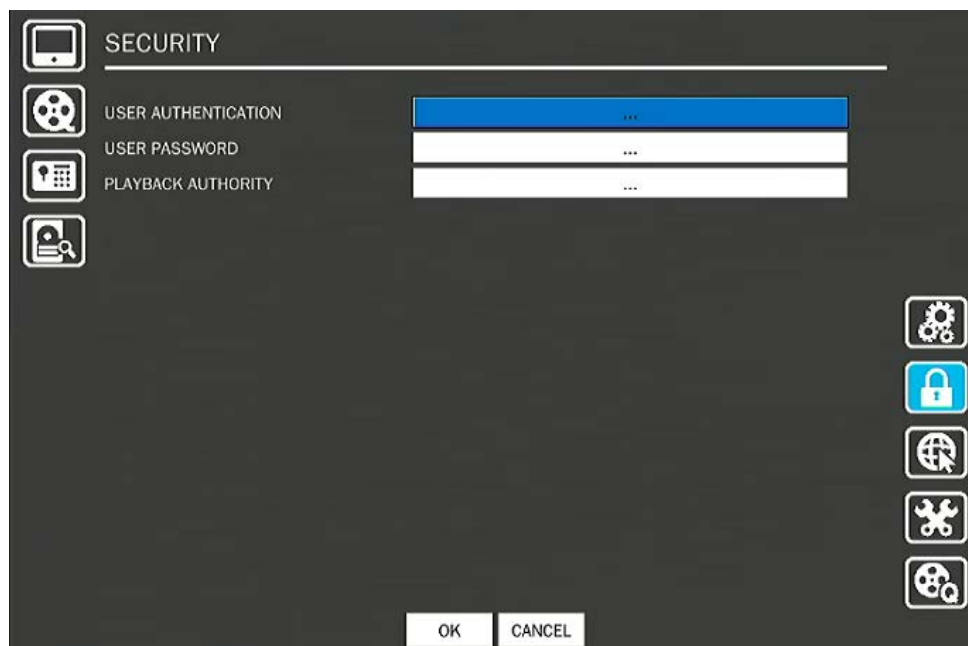 SECURITY
USER AUTHENTICATION ...
USER PASSWORD ...
PLAYBACK AUTHORITY ...
OK CANCEL